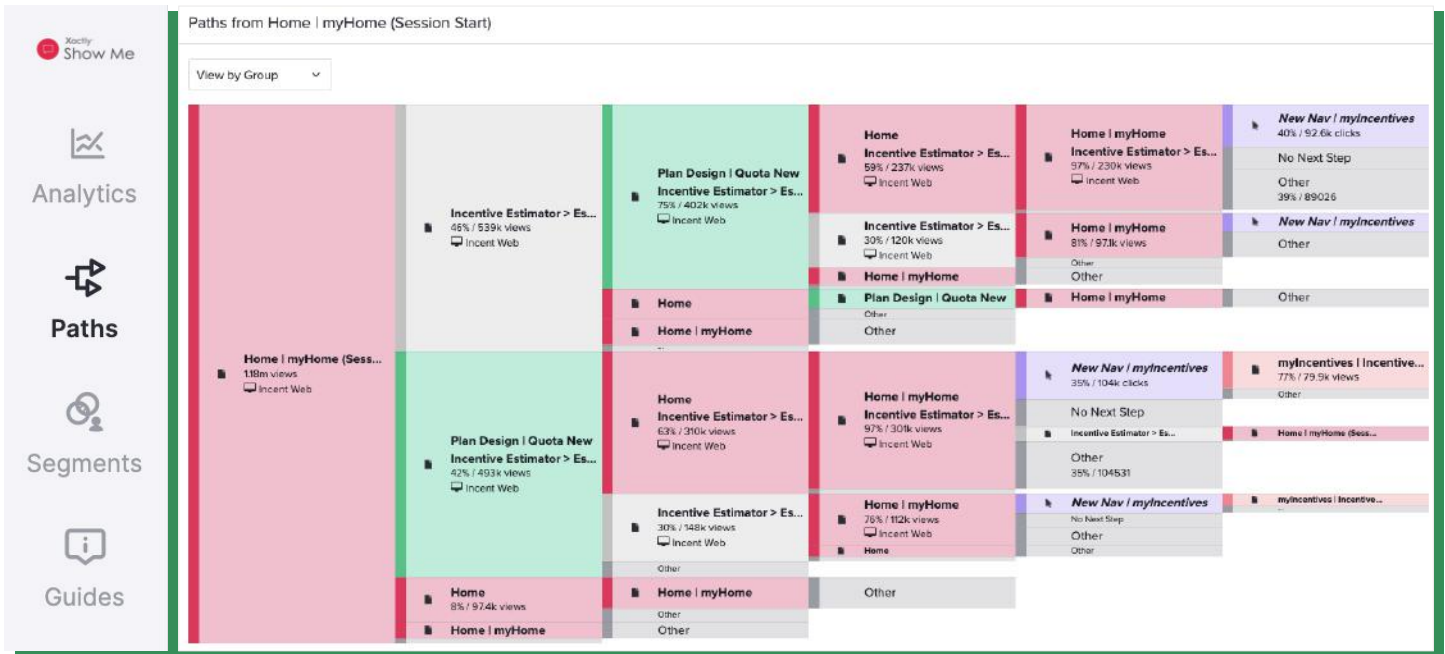 Xactly
Show Me
Analytics
Paths
Segments
Guides
Paths from Home | myHome (Session Start)
View by Group
Home | myHome (Sess...
1.18m views
Incent Web
Incentive Estimator > Es...
46% / 539k views
Incent Web
Plan Design | Quota New
Incentive Estimator > Es...
42% / 493k views
Incent Web
Home
8% / 97.4k views
Home | myHome
Plan Design | Quota New
Incentive Estimator > Es...
75% / 402k views
Incent Web
Home
Home | myHome
Home
Incentive Estimator > Es...
63% / 310k views
Incent Web
Incentive Estimator > Es...
30% / 148k views
Incent Web
Other
Home | myHome
Other
Other
Home
Incentive Estimator > Es...
59% / 237k views
Incent Web
Incentive Estimator > Es...
30% / 120k views
Incent Web
Home | myHome
Plan Design | Quota New
Other
Other
Home | myHome
Incentive Estimator > Es...
97% / 301k views
Incent Web
Home | myHome
76% / 112k views
Incent Web
Home
Other
Home | myHome
Incentive Estimator > Es...
97% / 230k views
Incent Web
Home | myHome
81% / 97.1k views
Other
Other
Home | myHome
New Nav | myIncentives
35% / 104k clicks
No Next Step
Incentive Estimator > Es...
Other
35% / 104531
New Nav | myIncentives
No Next Step
Other
Other
New Nav | myIncentives
40% / 92.6k clicks
No Next Step
Other
39% / 89026
New Nav | myIncentives
Other
Other
myIncentives | Incentive...
77% / 79.9k views
Other
Home | myHome (Sess...
myIncentives | Incentive...